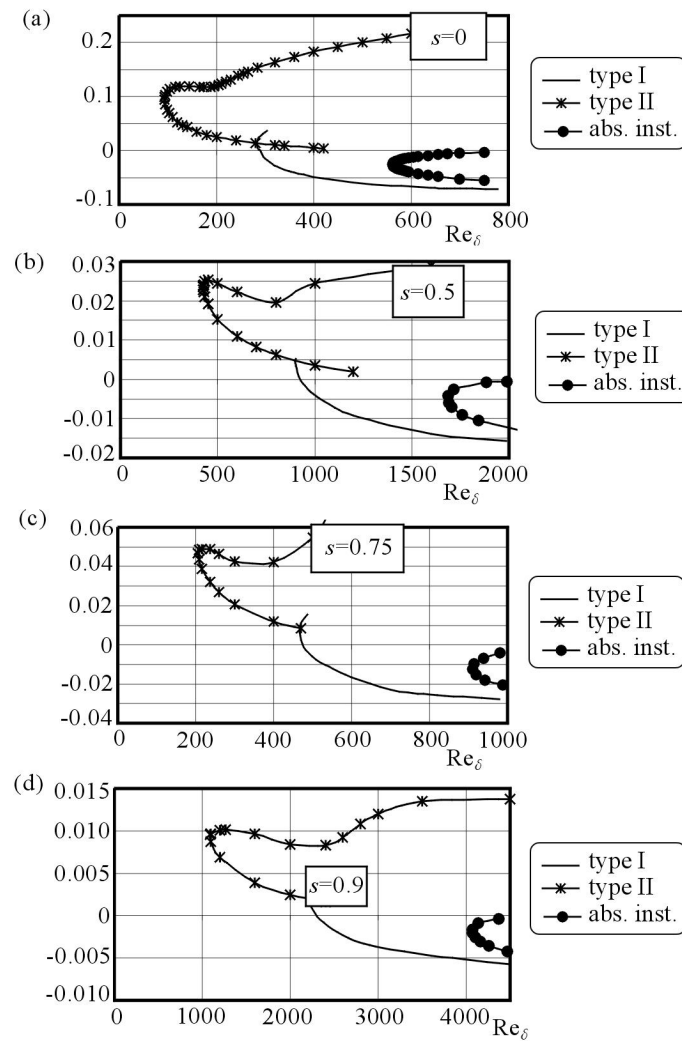 (a)
0.2
s=0
0.1
0
-0.1
0 200 400 600 800
Reδ
type I
type II
abs. inst.
(b)
0.03
0.02
s=0.5
0.01
0
-0.01
-0.02
0 500 1000 1500 2000
Reδ
type I
type II
abs. inst.
(c)
0.06
0.04
s=0.75
0.02
0
-0.02
-0.04
0 200 400 600 800 1000
Reδ
type I
type II
abs. inst.
(d)
0.015
0.010
0.005
s=0.9
0
-0.005
-0.010
0 1000 2000 3000 4000
Reδ
type I
type II
abs. inst.